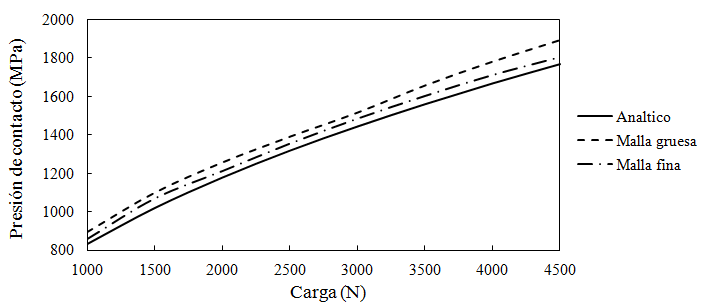 2000
1800
1600
1400
1200
1000
800
Presión de contacto (MPa)
1000 1500 2000 2500 3000 3500 4000 4500
Carga (N)
Analtico
Malla gruesa
Malla fina